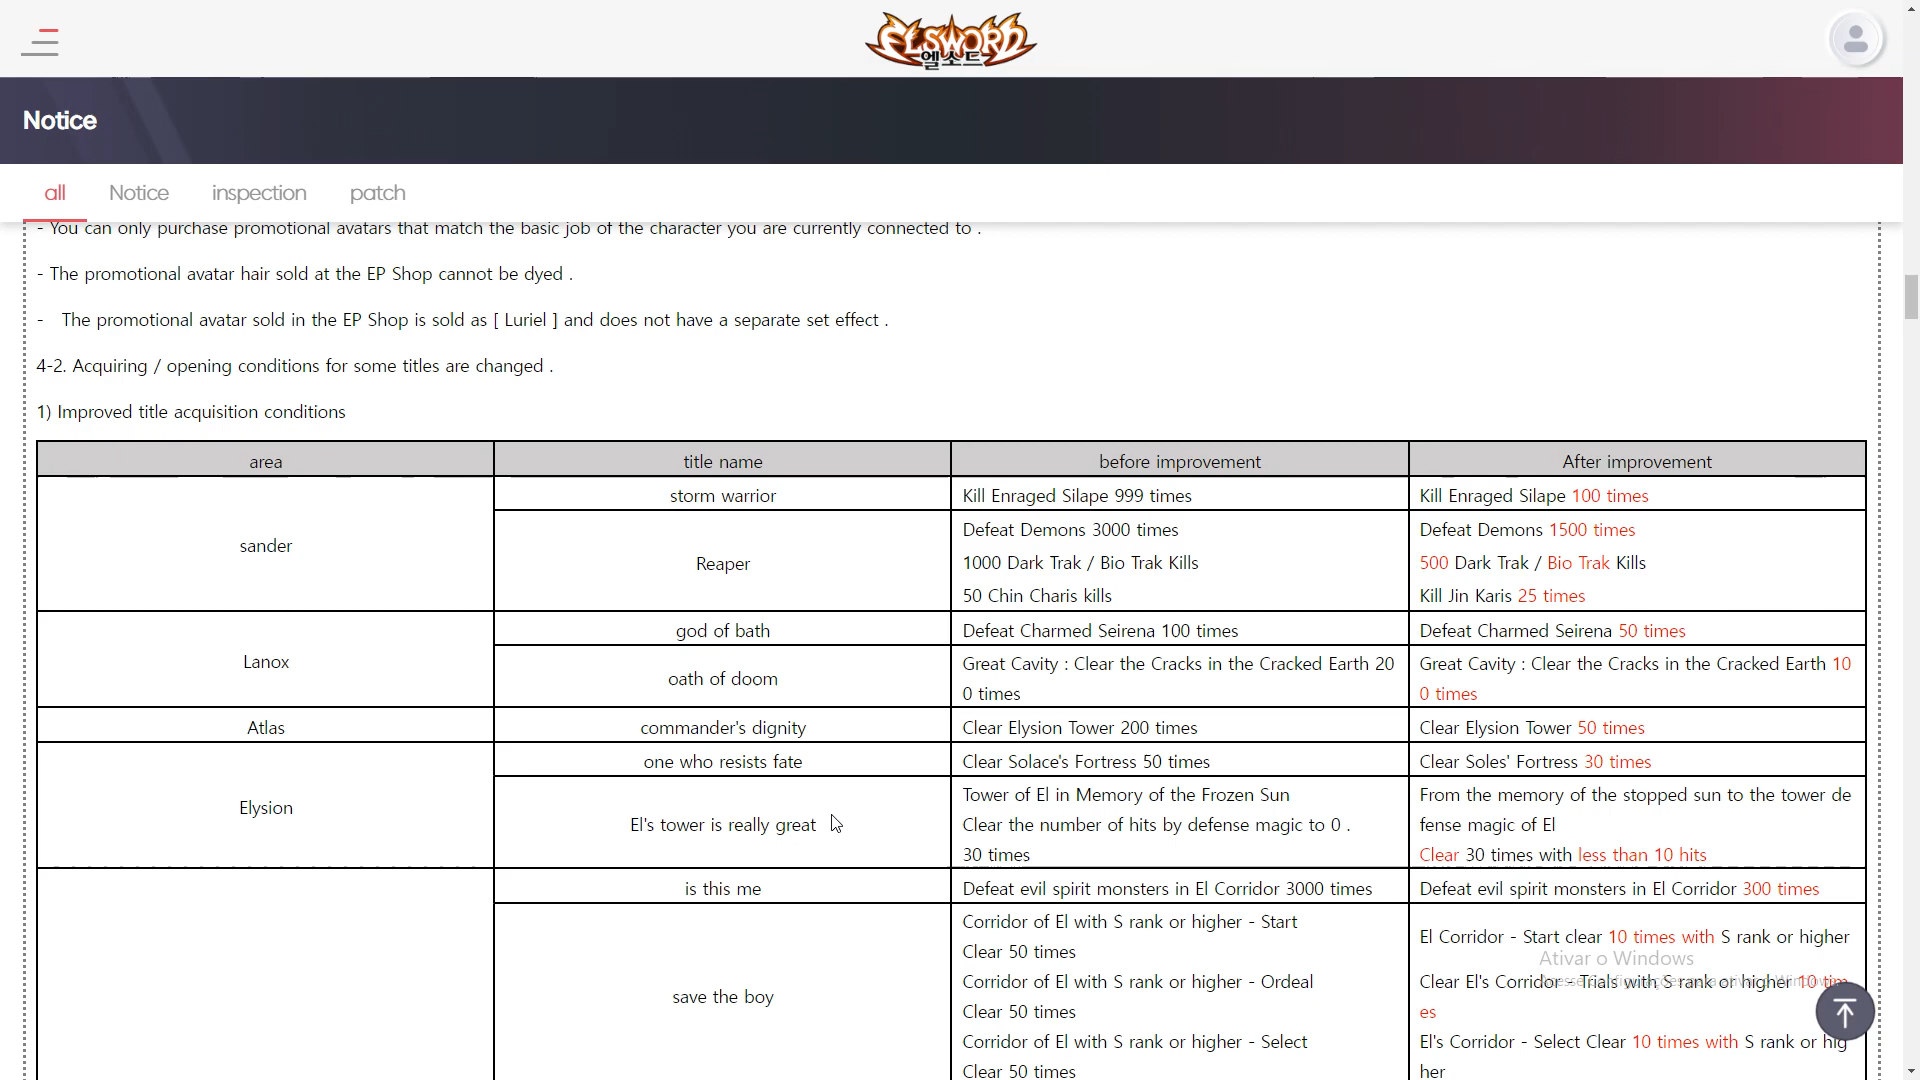 ELSWORD
엘소드
Notice
all Notice inspection patch
- You can only purchase promotional avatars that match the basic job of the character you are currently connected to .
- The promotional avatar hair sold at the EP Shop cannot be dyed .
- The promotional avatar sold in the EP Shop is sold as [ Luriel ] and does not have a separate set effect .
4-2. Acquiring / opening conditions for some titles are changed .
1) Improved title acquisition conditions
area title name before improvement After improvement
sander
storm warrior
Kill Enraged Silape 999 times
Kill Enraged Silape 100 times
Reaper
Defeat Demons 3000 times
1000 Dark Trak / Bio Trak Kills
50 Chin Charis kills
Defeat Demons 1500 times
500 Dark Trak / Bio Trak Kills
Kill Jin Karis 25 times
Lanox
god of bath
Defeat Charmed Seirena 100 times
Defeat Charmed Seirena 50 times
oath of doom
Great Cavity : Clear the Cracks in the Cracked Earth 20
0 times
Great Cavity : Clear the Cracks in the Cracked Earth 10
0 times
Atlas
commander's dignity
Clear Elysion Tower 200 times
Clear Elysion Tower 50 times
Elysion
one who resists fate
Clear Solace's Fortress 50 times
Clear Soles' Fortress 30 times
El's tower is really great
Tower of El in Memory of the Frozen Sun
Clear the number of hits by defense magic to 0 .
30 times
From the memory of the stopped sun to the tower de
fense magic of El
Clear 30 times with less than 10 hits
is this me
Defeat evil spirit monsters in El Corridor 3000 times
Defeat evil spirit monsters in El Corridor 300 times
save the boy
Corridor of El with S rank or higher - Start
Clear 50 times
Corridor of El with S rank or higher - Ordeal
Clear 50 times
Corridor of El with S rank or higher - Select
Clear 50 times
El Corridor - Start clear 10 times with S rank or higher
Clear El's Corridor - Trials with S rank or higher 10 tim
es
El's Corridor - Select Clear 10 times with S rank or hig
her
Ativar o Windows